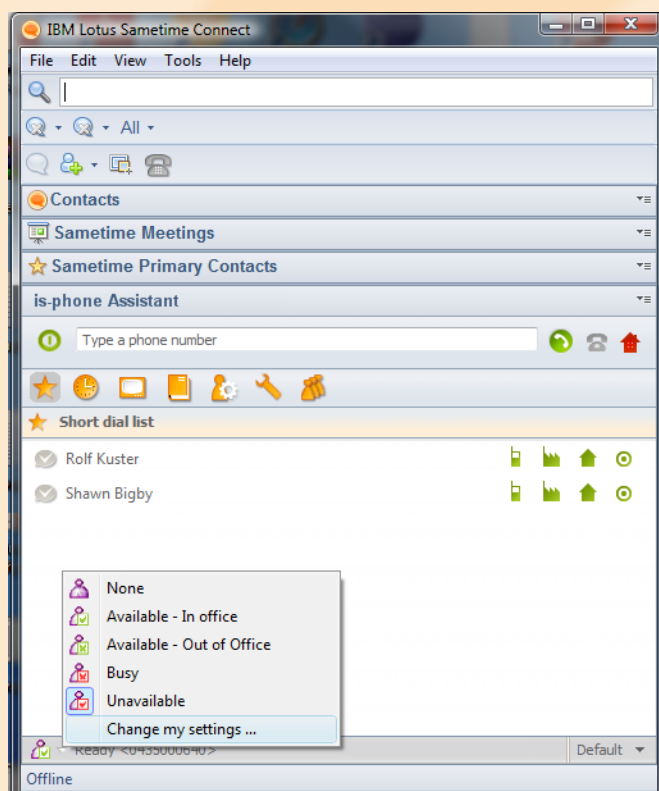 IBM Lotus Sametime Connect
File Edit View Tools Help
All
Contacts
Sametime Meetings
Sametime Primary Contacts
is-phone Assistant
Type a phone number
Short dial list
Rolf Kuster
Shawn Bigby
None
Available - In office
Available - Out of Office
Busy
Unavailable
Change my settings ...
Ready <0435000640> Default
Offline